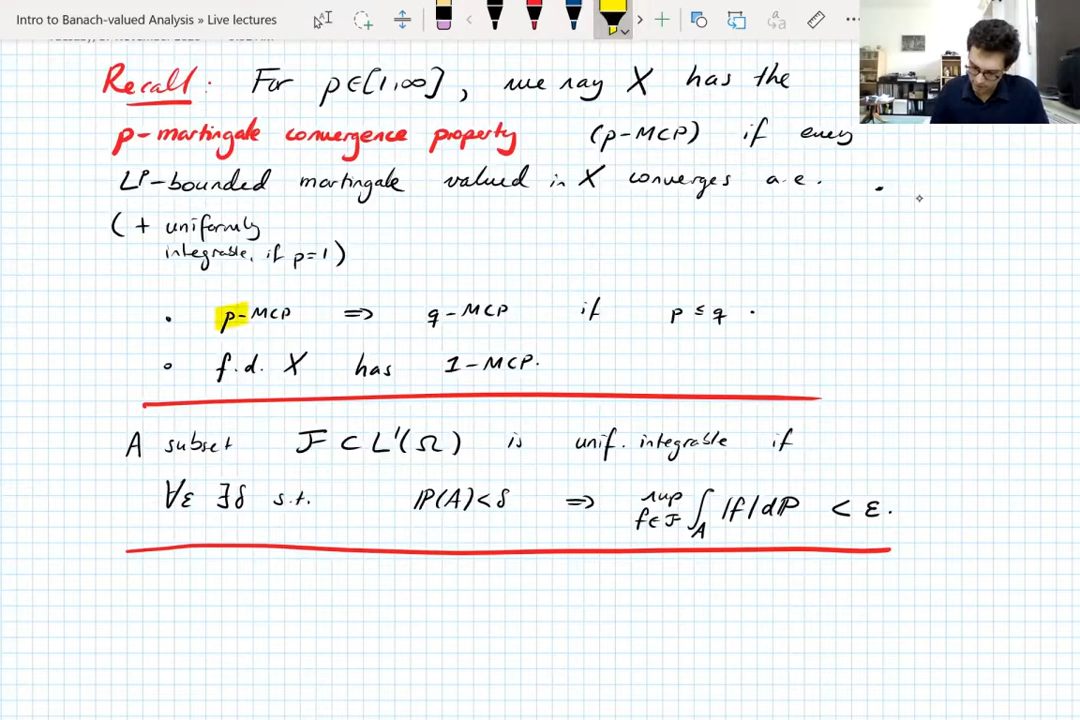 Intro to Banach-valued Analysis » Live lectures
Recall: For p∈[1,∞], we say X has the
p-martingale convergence property (p-MCP) if every
L^p-bounded martingale valued in X converges a.e.
(+ uniformly
integrable, if p=1)
• p-MCP ⇒ q-MCP if p ≤ q.
• f.d. X has 1-MCP.
A subset F ⊂ L¹(Ω) is unif. integrable if
∀ε ∃δ s.t. ℙ(A)<δ ⇒ sup_{f∈F} ∫_A |f|dℙ < ε.